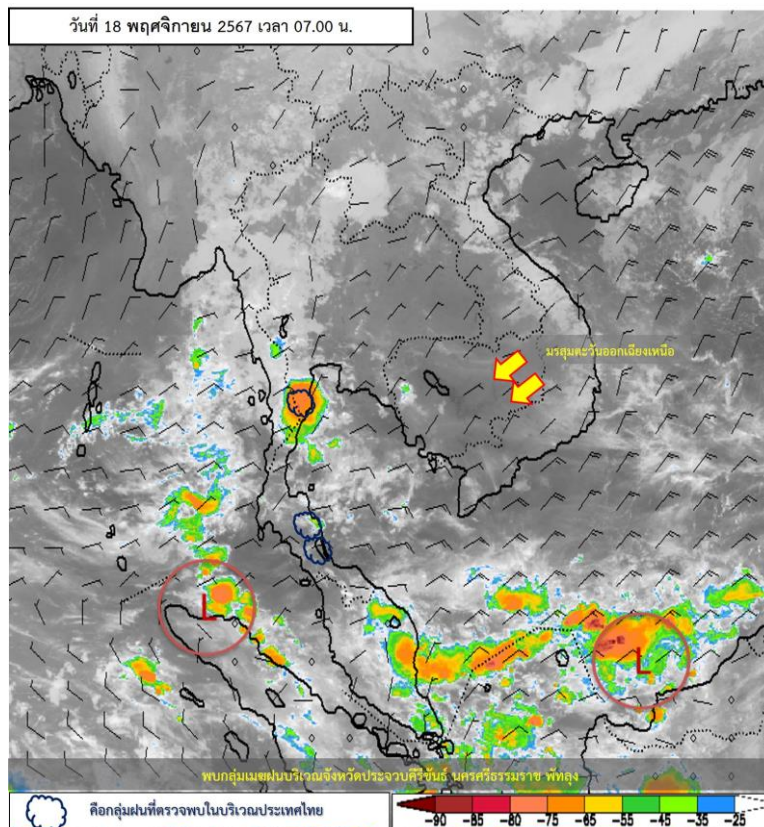 วันที่ 18 พฤศจิกายน 2567 เวลา 07.00 น.
มรสุมตะวันออกเฉียงเหนือ
L
L
พบกลุ่มเมฆฝนบริเวณจังหวัดประจวบคีรีขันธ์ นครศรีธรรมราช พัทลุง
คือกลุ่มฝนที่ตรวจพบในบริเวณประเทศไทย
-90 -85 -80 -75 -65 -55 -45 -35 -25